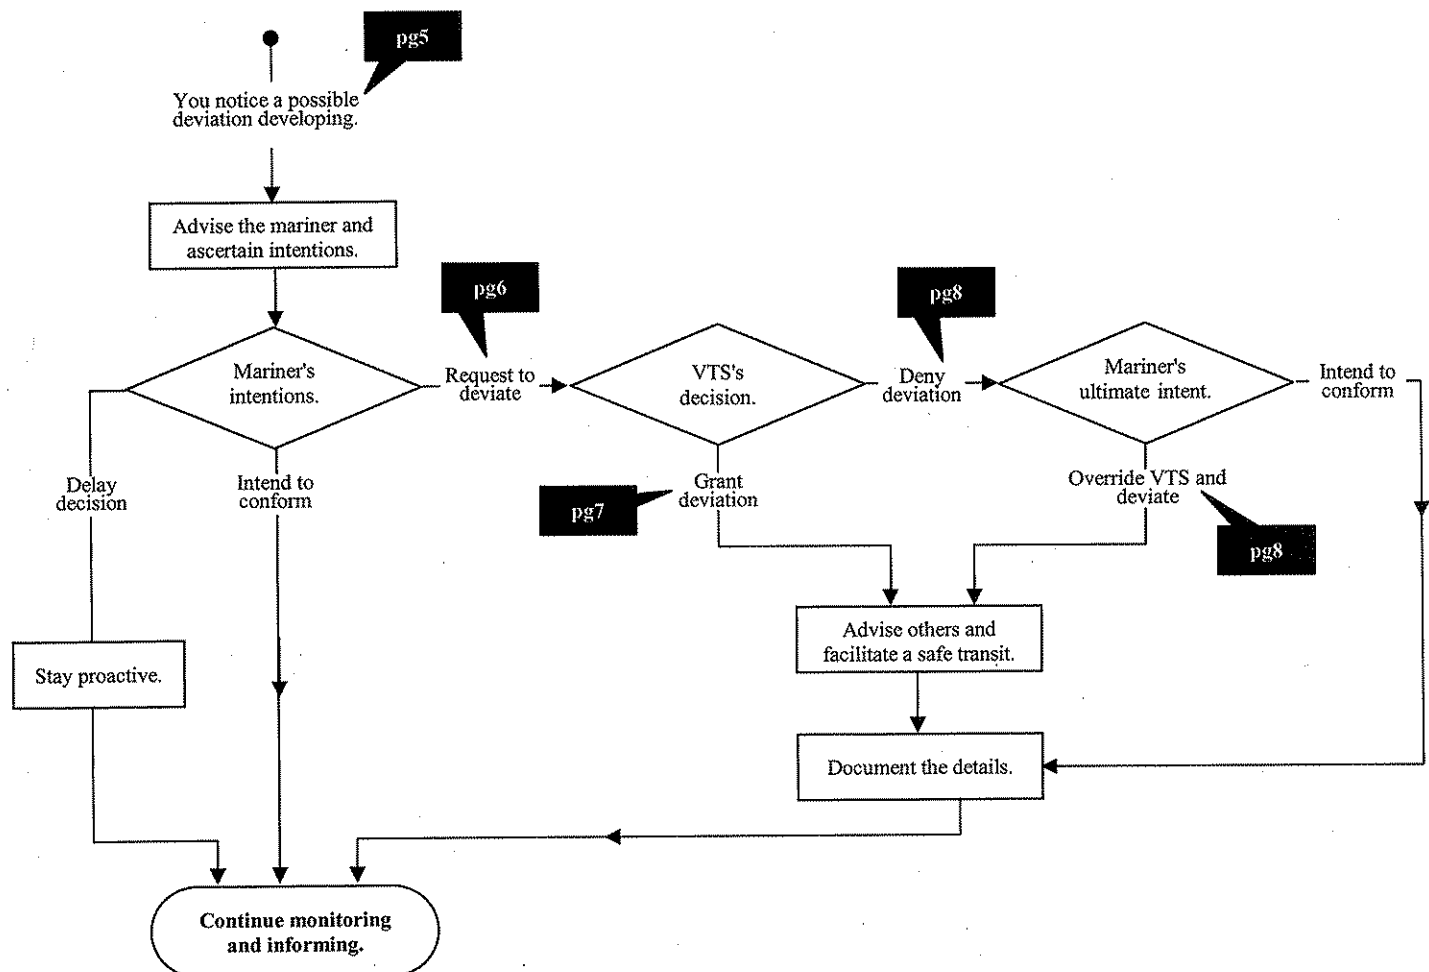 pg5
You notice a possible
deviation developing.
Advise the mariner and
ascertain intentions.
pg6
pg8
Mariner's
intentions.
Request to
deviate
VTS's
decision.
Deny
deviation
Mariner's
ultimate intent.
Intend to
conform
Delay
decision
Intend to
conform
Grant
deviation
pg7
Override VTS and
deviate
pg8
Advise others and
facilitate a safe transit.
Stay proactive.
Document the details.
Continue monitoring
and informing.